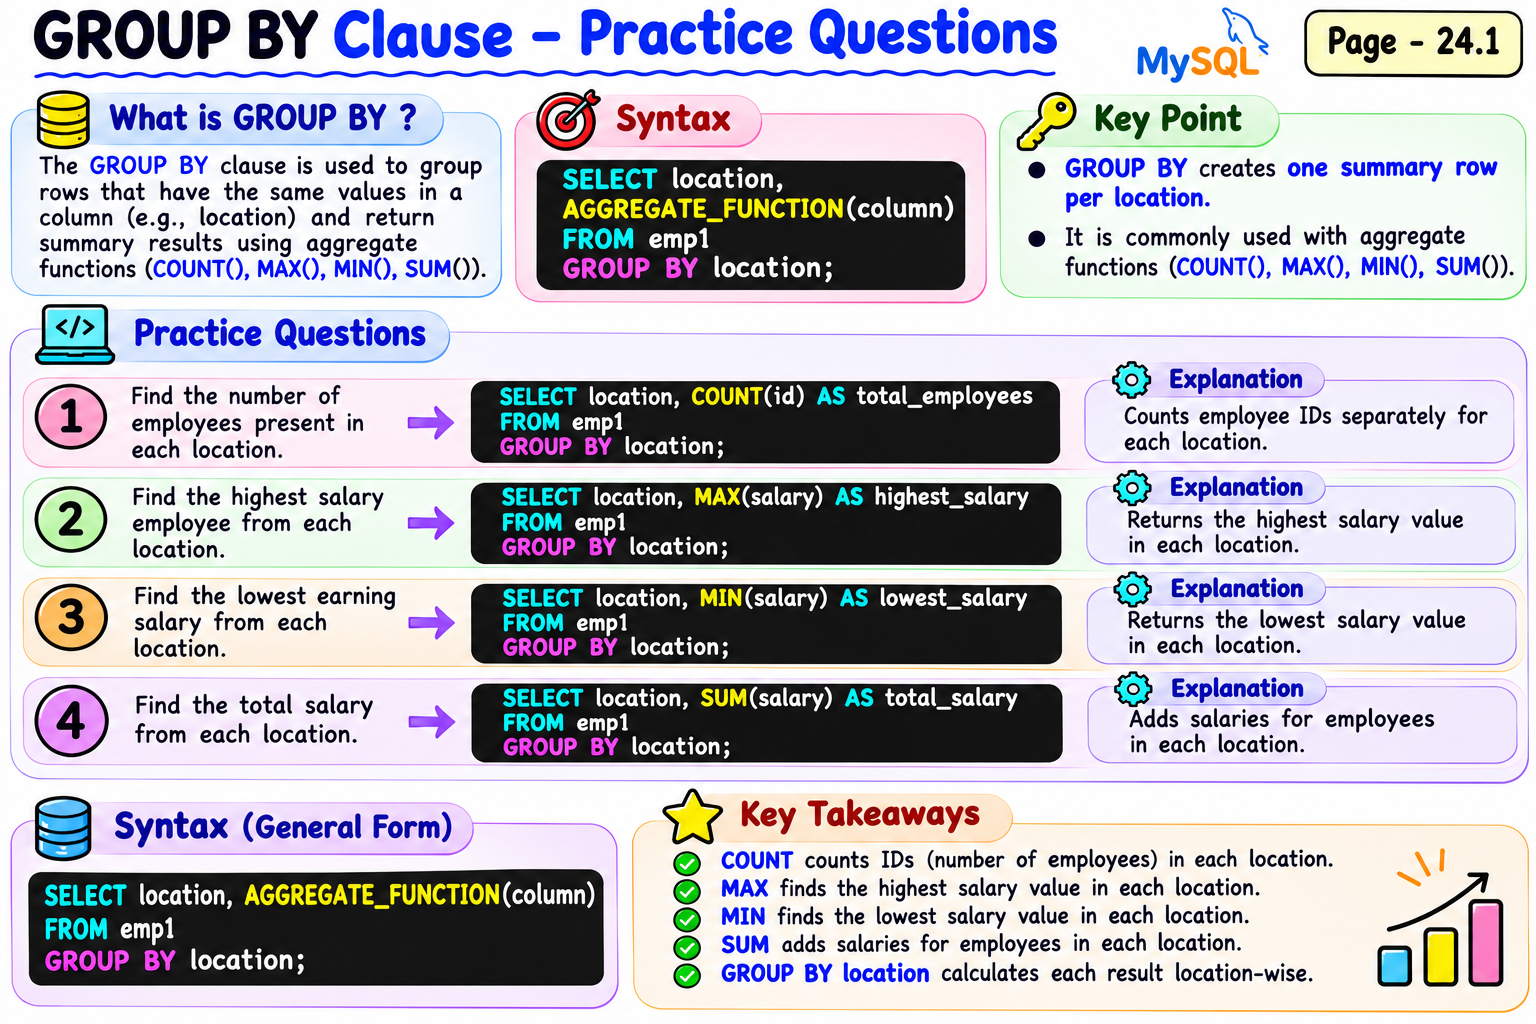 GROUP BY Clause – Practice Questions
MySQL
Page - 24.1
What is GROUP BY ?
The GROUP BY clause is used to group
rows that have the same values in a
column (e.g., location) and return
summary results using aggregate
functions (COUNT(), MAX(), MIN(), SUM()).
Syntax
SELECT location,
AGGREGATE_FUNCTION(column)
FROM emp1
GROUP BY location;
Key Point
● GROUP BY creates one summary row
per location.
● It is commonly used with aggregate
functions (COUNT(), MAX(), MIN(), SUM()).
</>
Practice Questions
1
Find the number of
employees present in
each location.
SELECT location, COUNT(id) AS total_employees
FROM emp1
GROUP BY location;
Explanation
Counts employee IDs separately for
each location.
2
Find the highest salary
employee from each
location.
SELECT location, MAX(salary) AS highest_salary
FROM emp1
GROUP BY location;
Explanation
Returns the highest salary value
in each location.
3
Find the lowest earning
salary from each
location.
SELECT location, MIN(salary) AS lowest_salary
FROM emp1
GROUP BY location;
Explanation
Returns the lowest salary value
in each location.
4
Find the total salary
from each location.
SELECT location, SUM(salary) AS total_salary
FROM emp1
GROUP BY location;
Explanation
Adds salaries for employees
in each location.
Syntax (General Form)
SELECT location, AGGREGATE_FUNCTION(column)
FROM emp1
GROUP BY location;
Key Takeaways
COUNT counts IDs (number of employees) in each location.
MAX finds the highest salary value in each location.
MIN finds the lowest salary value in each location.
SUM adds salaries for employees in each location.
GROUP BY location calculates each result location-wise.